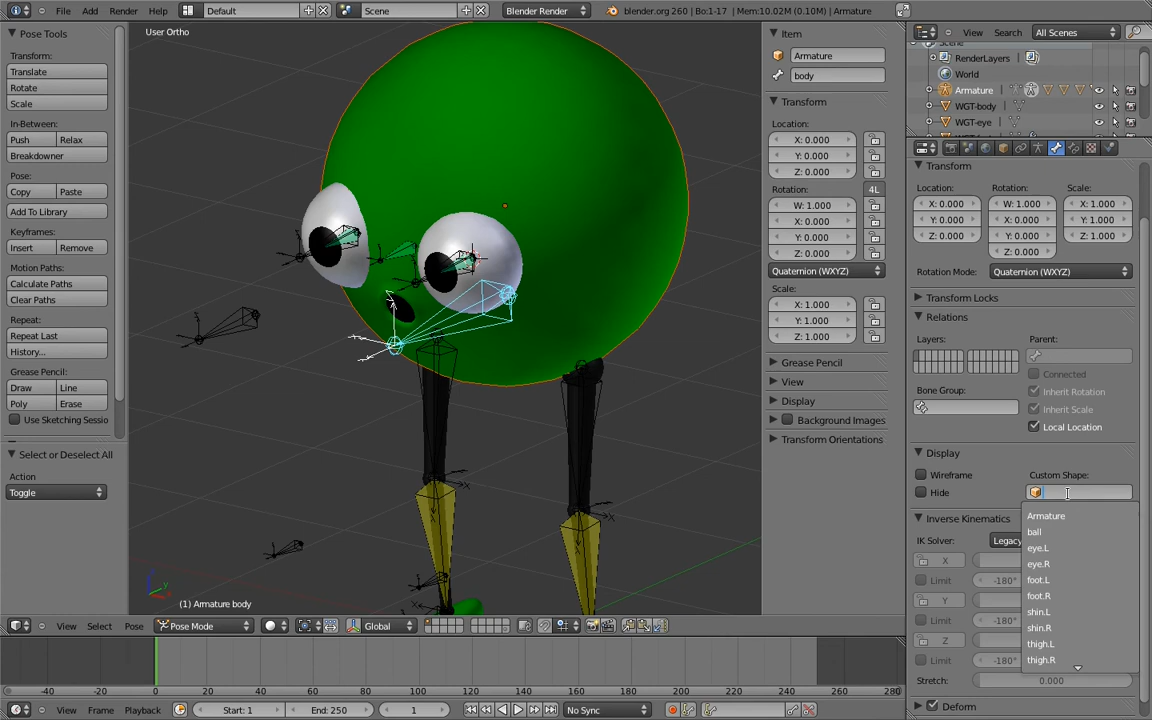 File Add Render Help Default Scene Blender Render blender.org 260 | Bo:1-17 | Mem:10.02M (0.10M) | Armature
Pose Tools
Transform:
Translate
Rotate
Scale
In-Between:
Push Relax
Breakdowner
Pose:
Copy Paste
Add To Library
Keyframes:
Insert Remove
Motion Paths:
Calculate Paths
Clear Paths
Repeat:
Repeat Last
History...
Grease Pencil:
Draw Line
Poly Erase
Use Sketching Sessio
Select or Deselect All
Action
Toggle
User Ortho
(1) Armature body
Item
Armature
body
Transform
Location:
X: 0.000
Y: 0.000
Z: 0.000
Rotation: 4L
W: 1.000
X: 0.000
Y: 0.000
Z: 0.000
Quaternion (WXYZ)
Scale:
X: 1.000
Y: 1.000
Z: 1.000
Grease Pencil
View
Display
Background Images
Transform Orientations
View Search All Scenes
Scene
RenderLayers
World
Armature
WGT-body
WGT-eye
Transform
Location: Rotation: Scale:
X: 0.000 W: 1.000 X: 1.000
Y: 0.000 X: 0.000 Y: 1.000
Z: 0.000 Y: 0.000 Z: 1.000
Z: 0.000
Rotation Mode: Quaternion (WXYZ)
Transform Locks
Relations
Layers: Parent:
Connected
Bone Group: Inherit Rotation
Inherit Scale
Local Location
Display
Wireframe Custom Shape:
Hide
Armature
ball
eye.L
eye.R
foot.L
foot.R
shin.L
shin.R
thigh.L
thigh.R
Inverse Kinematics
IK Solver: Legacy
X
Limit -180°
Y
Limit -180°
Z
Limit -180°
Stretch: 0.000
Deform
View Select Pose Pose Mode Global
-40 -20 0 20 40 60 80 100 120 140 160 180 200 220 240 260 280
View Frame Playback Start: 1 End: 250 1 No Sync